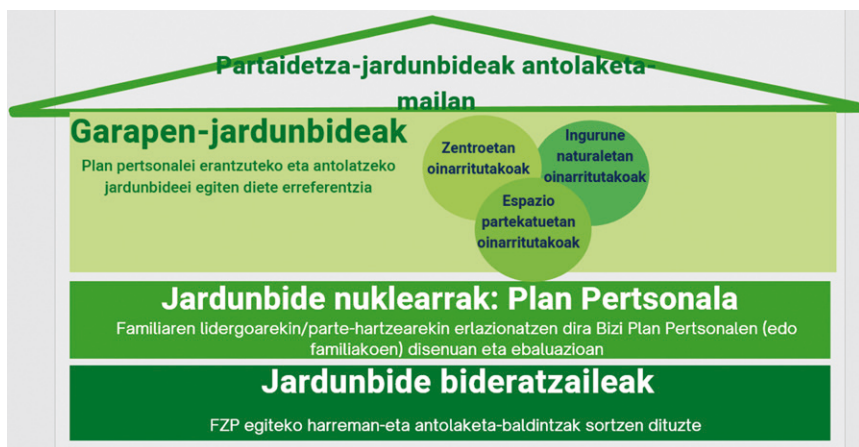 Partaidetza-jardunbideak antolaketa-
mailan
Garapen-jardunbideak
Plan pertsonalei erantzuteko eta antolatzeko
jardunbideei egiten diete erreferentzia
Zentroetan
oinarritutakoak
Ingurune
naturaletan
oinarritutakoak
Espazio
partekatuetan
oinarritutakoak
Jardunbide nuklearrak: Plan Pertsonala
Familiaren lidergoarekin/parte-hartzearekin erlazionatzen dira Bizi Plan Pertsonalen (edo
familiakoen) disenuan eta ebaluazioan
Jardunbide bideratzaileak
FZP egiteko harreman-eta antolaketa-baldintzak sortzen dituzte